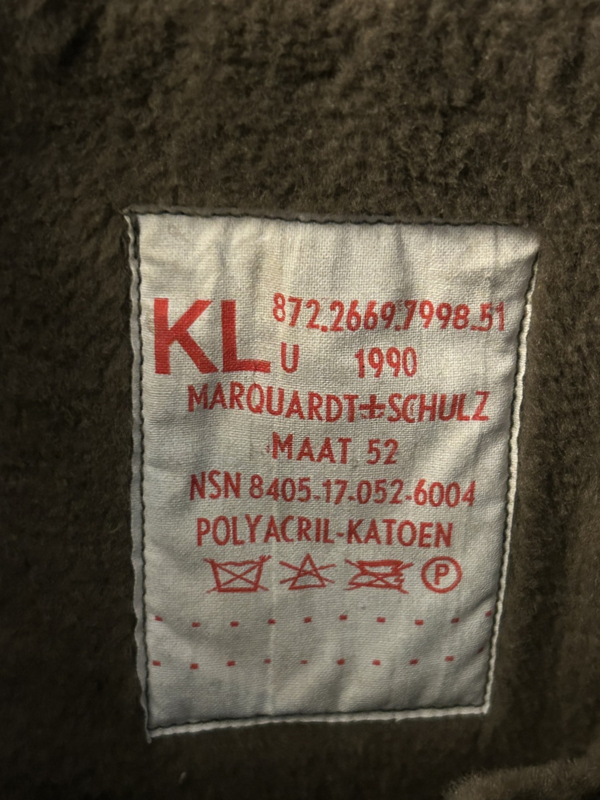 KL 872.2669.7998.51
U 1990
MARQUARDT+SCHULZ
MAAT 52
NSN 8405-17-052-6004
POLYACRIL-KATOEN
P